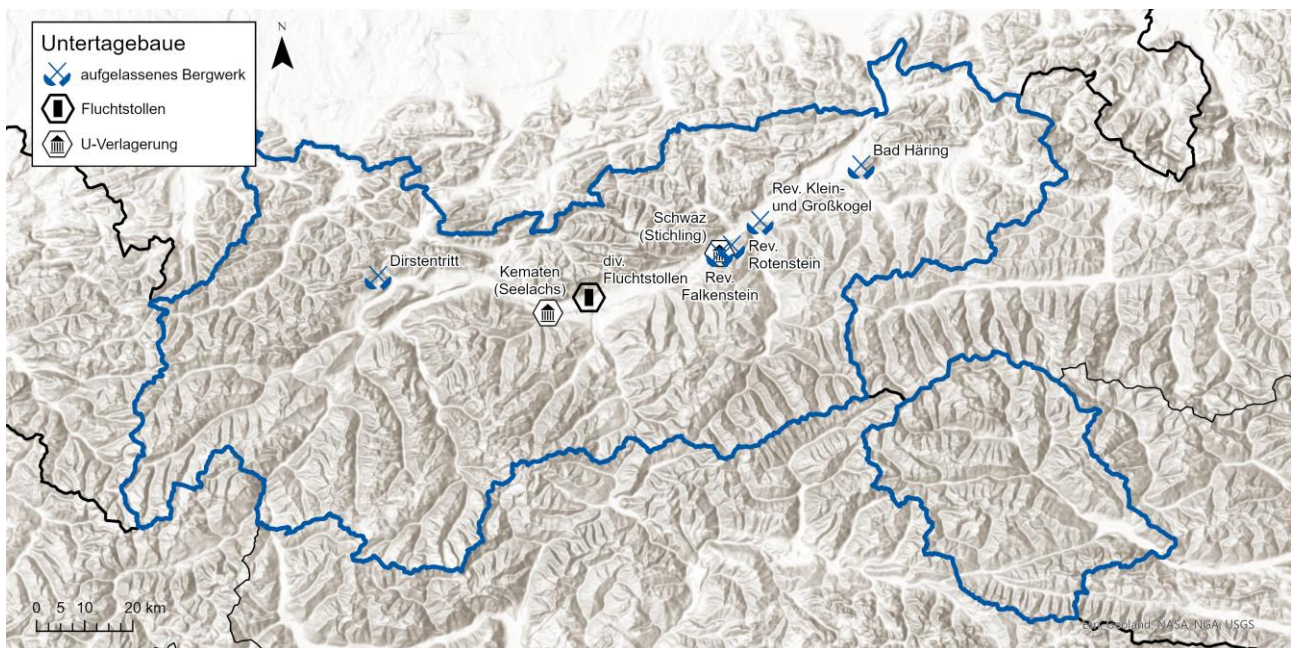 Untertagebaue
aufgelassenes Bergwerk
Fluchtstollen
U-Verlagerung
N
Bad Häring
Rev. Klein-
und Großkogel
Schwaz
(Stichling)
Rev.
Rotenstein
Rev.
Falkenstein
div.
Fluchtstollen
Kematen
(Seelachs)
Dirstentritt
0 5 10 20 km
Esri, Geoland, NASA, NGA, USGS